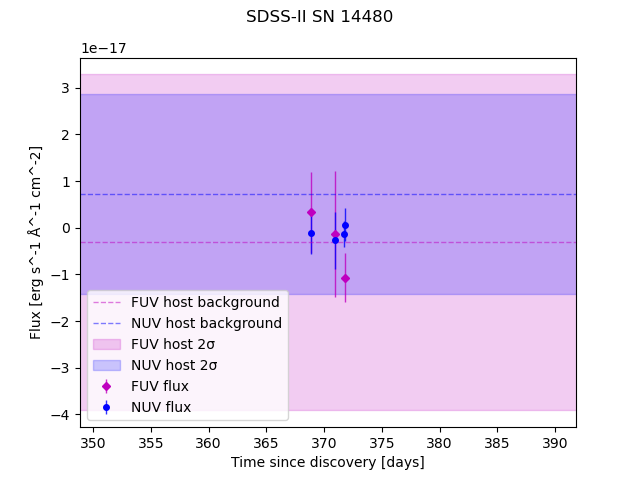 SDSS-II SN 14480
1e−17
Flux [erg s^-1 Å^-1 cm^-2]
3
2
1
0
−1
−2
−3
−4
FUV host background
NUV host background
FUV host 2σ
NUV host 2σ
FUV flux
NUV flux
350 355 360 365 370 375 380 385 390
Time since discovery [days]